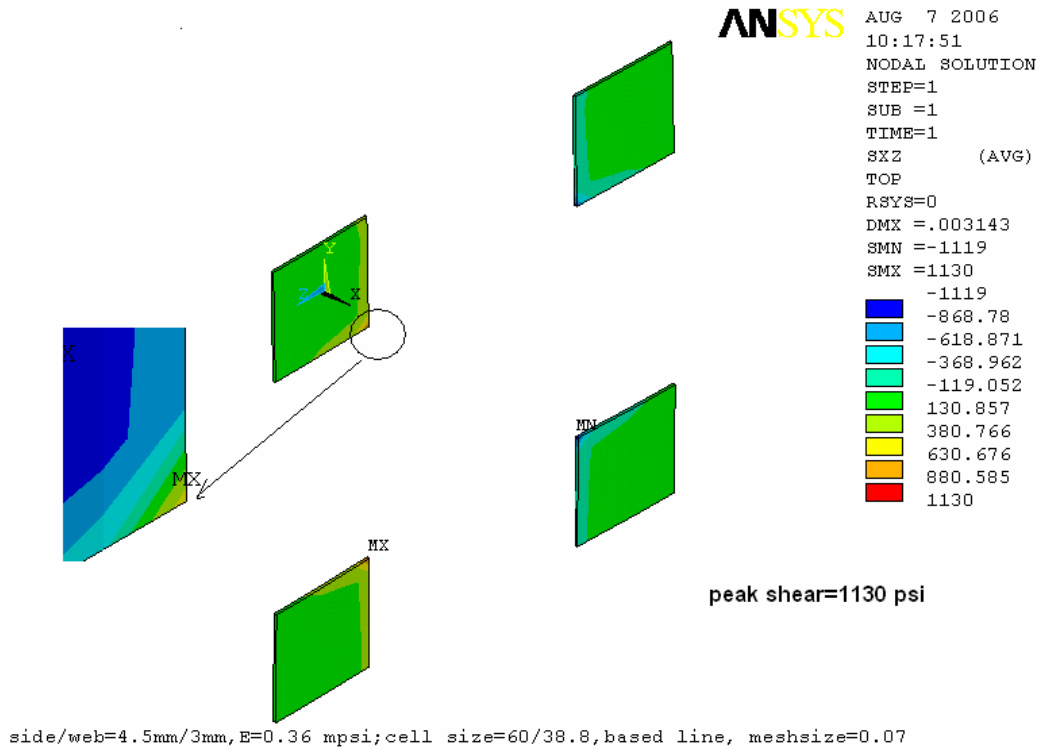 ANSYS
AUG 7 2006
10:17:51
NODAL SOLUTION
STEP=1
SUB =1
TIME=1
SXZ (AVG)
TOP
RSYS=0
DMX =.003143
SMN =-1119
SMX =1130
-1119
-868.78
-618.871
-368.962
-119.052
130.857
380.766
630.676
880.585
1130
Y
Z
X
X
MX
MN
MX
peak shear=1130 psi
side/web=4.5mm/3mm,E=0.36 mpsi;cell size=60/38.8,based line, meshsize=0.07